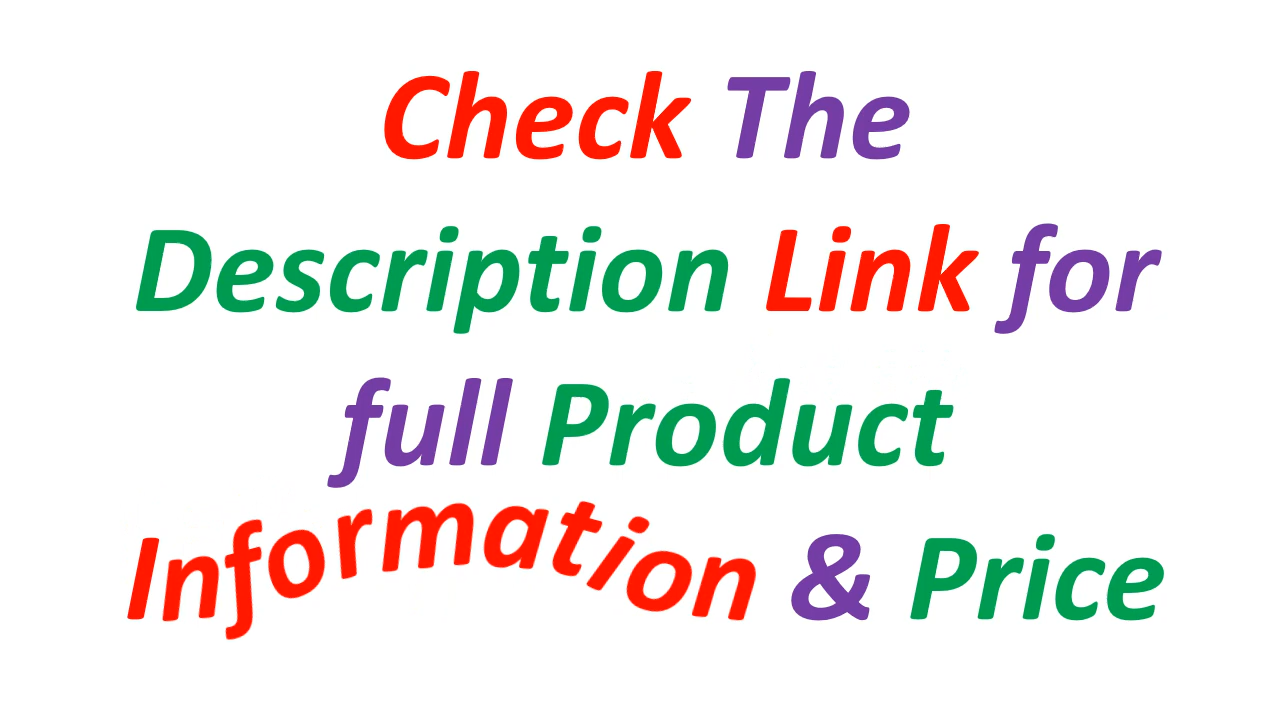 Check The
Description Link for
full Product
Information & Price